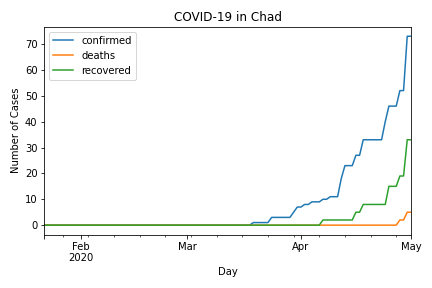 COVID-19 in Chad
confirmed
deaths
recovered
Number of Cases
70
60
50
40
30
20
10
0
Feb
2020
Mar
Apr
May
Day